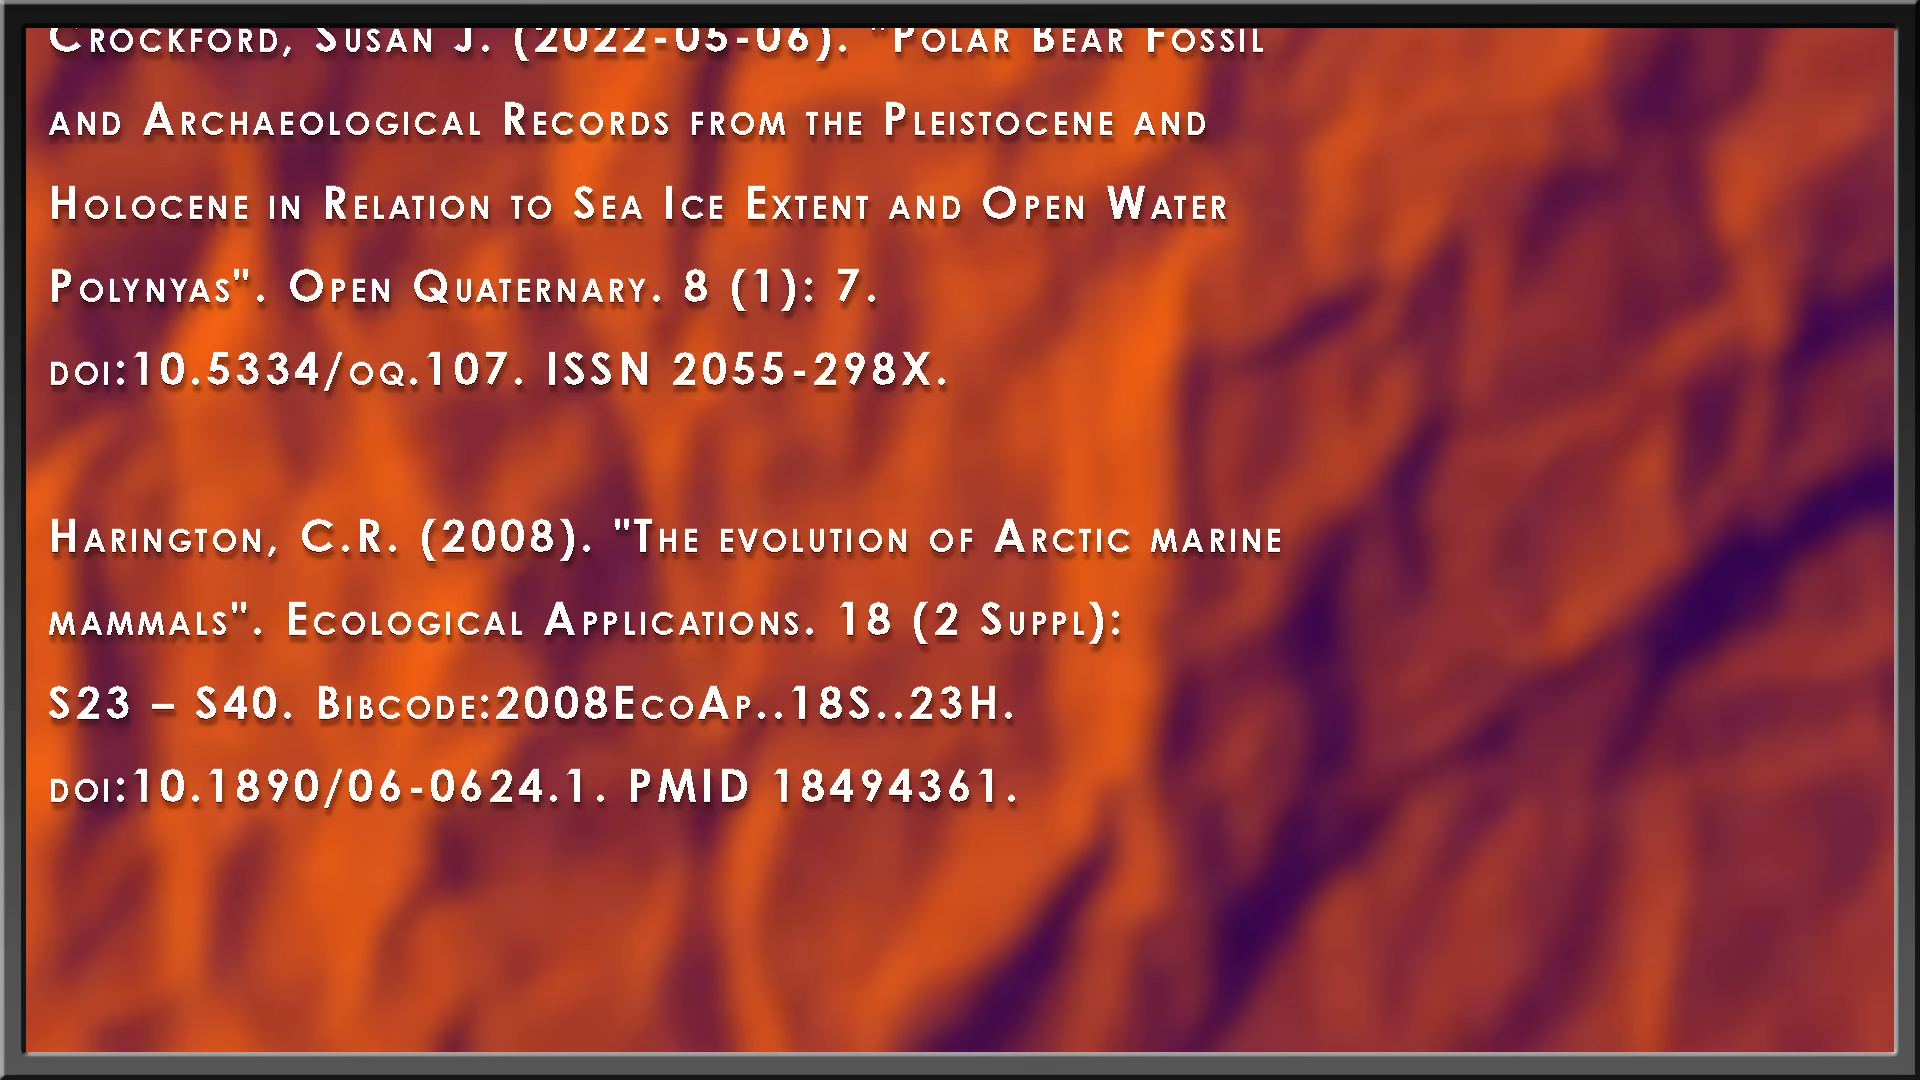 Crockford, Susan J. (2022-05-06). "Polar Bear Fossil
and Archaeological Records from the Pleistocene and
Holocene in Relation to Sea Ice Extent and Open Water
Polynyas". Open Quaternary. 8 (1): 7.
doi:10.5334/oq.107. ISSN 2055-298X.
Harington, C.R. (2008). "The evolution of Arctic marine
mammals". Ecological Applications. 18 (2 Suppl):
S23 – S40. Bibcode:2008EcoAp..18S..23H.
doi:10.1890/06-0624.1. PMID 18494361.